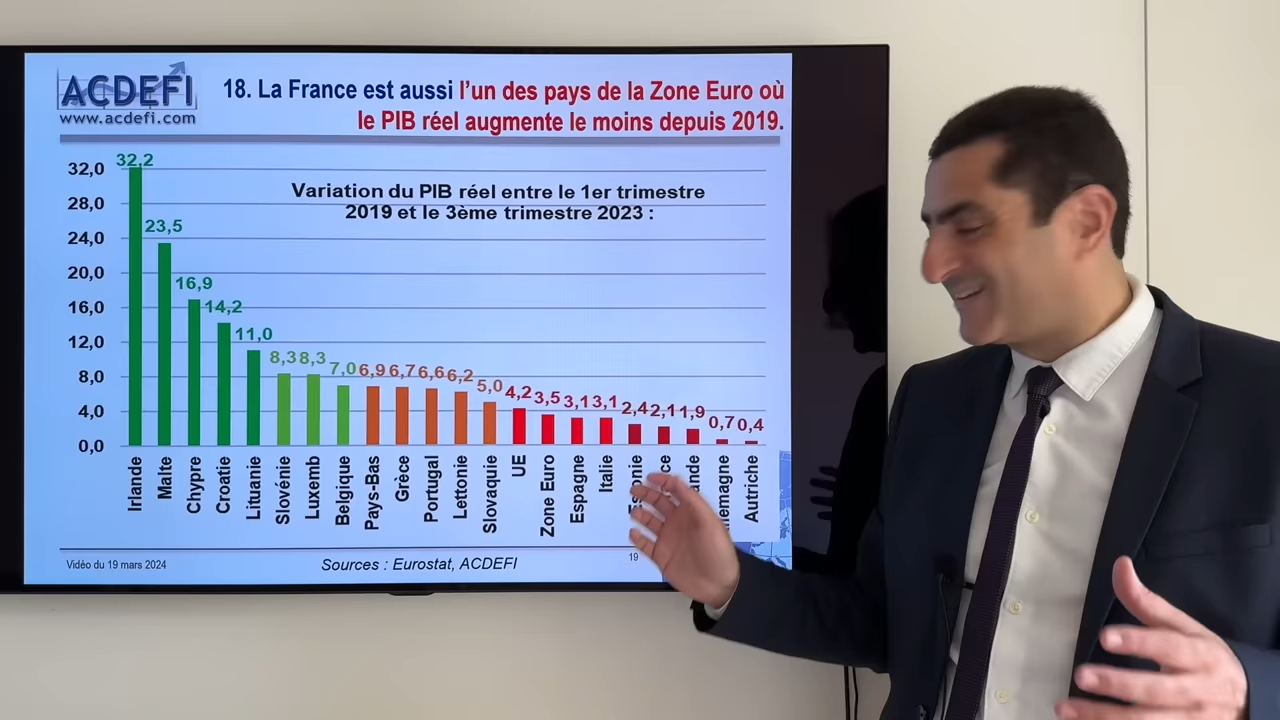 ACDEFI
www.acdefi.com
18. La France est aussi l'un des pays de la Zone Euro où
le PIB réel augmente le moins depuis 2019.
Variation du PIB réel entre le 1er trimestre
2019 et le 3ème trimestre 2023 :
32,0
28,0
24,0
20,0
16,0
12,0
8,0
4,0
0,0
32,2
23,5
16,9
14,2
11,0
8,3
8,3
7,0
6,9
6,7
6,6
6,2
5,0
4,2
3,5
3,1
3,1
2,4
2,1
1,9
0,7
0,4
Irlande
Malte
Chypre
Croatie
Lituanie
Slovénie
Luxemb
Belgique
Pays-Bas
Grèce
Portugal
Lettonie
Slovaquie
UE
Zone Euro
Espagne
Italie
Autriche
Vidéo du 19 mars 2024
Sources : Eurostat, ACDEFI
19